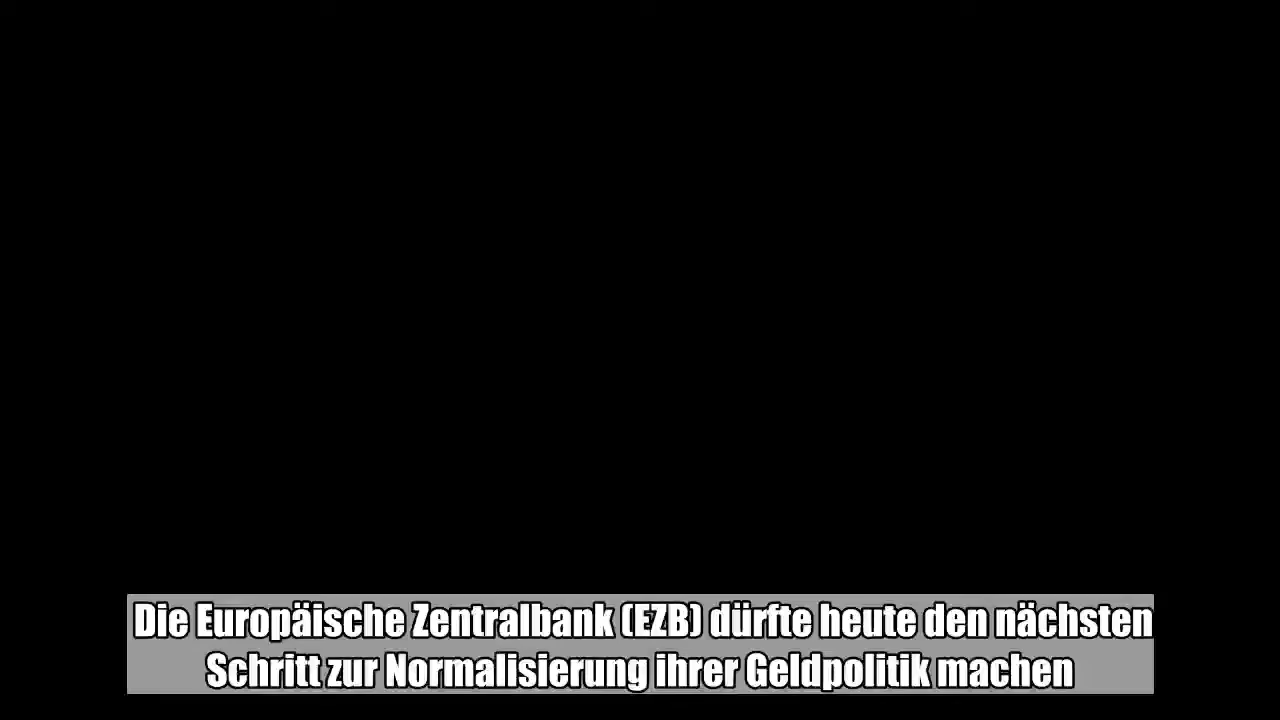 Die Europäische Zentralbank (EZB) dürfte heute den nächsten
Schritt zur Normalisierung ihrer Geldpolitik machen